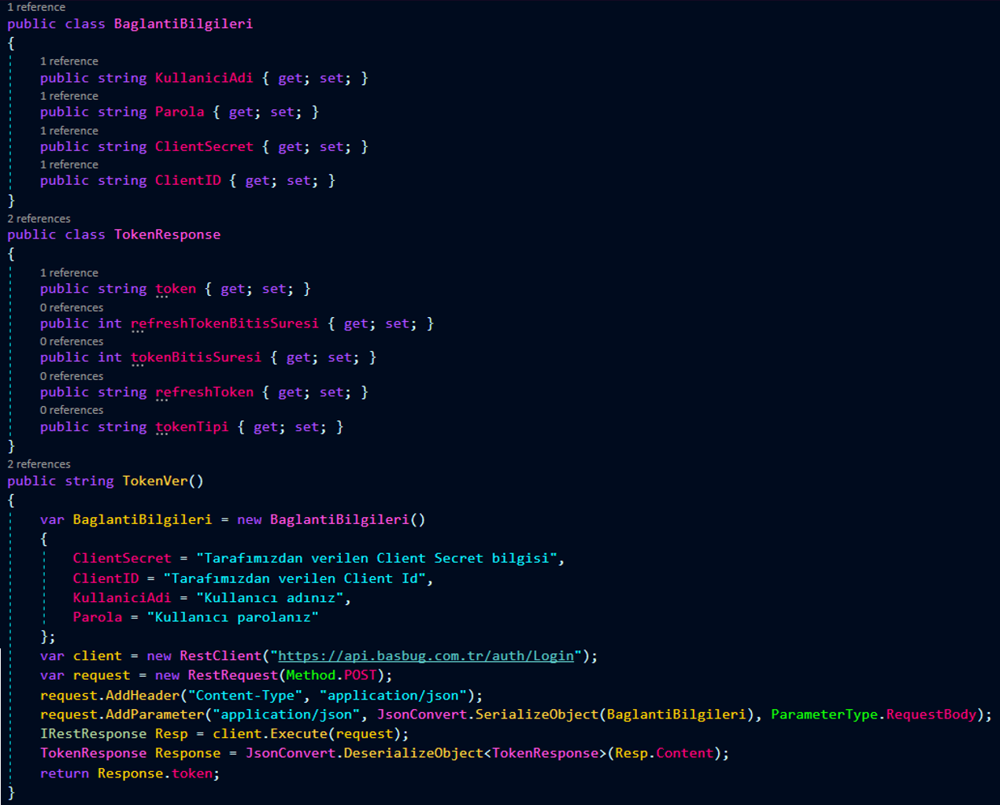 1 reference
public class BaglantiBilgileri
{
1 reference
public string KullaniciAdi { get; set; }
1 reference
public string Parola { get; set; }
1 reference
public string ClientSecret { get; set; }
1 reference
public string ClientID { get; set; }
}
2 references
public class TokenResponse
{
1 reference
public string token { get; set; }
0 references
public int refreshTokenBitisSuresi { get; set; }
0 references
public int tokenBitisSuresi { get; set; }
0 references
public string refreshToken { get; set; }
0 references
public string tokenTipi { get; set; }
}
2 references
public string TokenVer()
{
var BaglantiBilgileri = new BaglantiBilgileri()
{
ClientSecret = "Tarafımızdan verilen Client Secret bilgisi",
ClientID = "Tarafımızdan verilen Client Id",
KullaniciAdi = "Kullanıcı adınız",
Parola = "Kullanıcı parolanız"
};
var client = new RestClient("https://api.basbug.com.tr/auth/Login");
var request = new RestRequest(Method.POST);
request.AddHeader("Content-Type", "application/json");
request.AddParameter("application/json", JsonConvert.SerializeObject(BaglantiBilgileri), ParameterType.RequestBody);
IRestResponse Resp = client.Execute(request);
TokenResponse Response = JsonConvert.DeserializeObject<TokenResponse>(Resp.Content);
return Response.token;
}